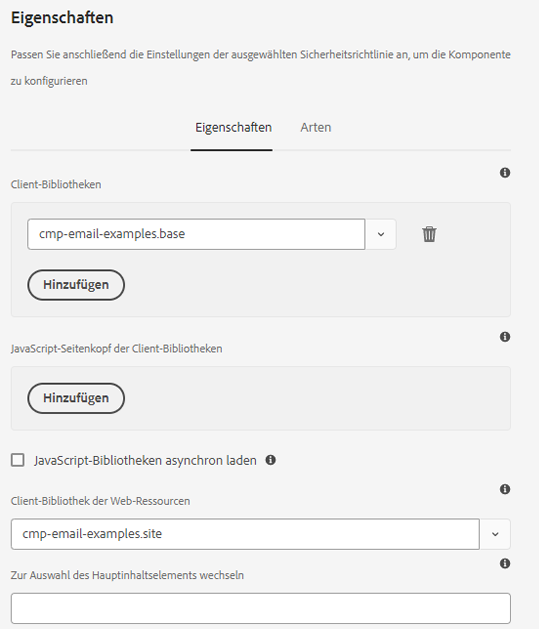 Eigenschaften
Passen Sie anschließend die Einstellungen der ausgewählten Sicherheitsrichtlinie an, um die Komponente
zu konfigurieren
Eigenschaften Arten
Client-Bibliotheken
cmp-email-examples.base
Hinzufügen
JavaScript-Seitenkopf der Client-Bibliotheken
Hinzufügen
JavaScript-Bibliotheken asynchron laden
Client-Bibliothek der Web-Ressourcen
cmp-email-examples.site
Zur Auswahl des Hauptinhaltselements wechseln